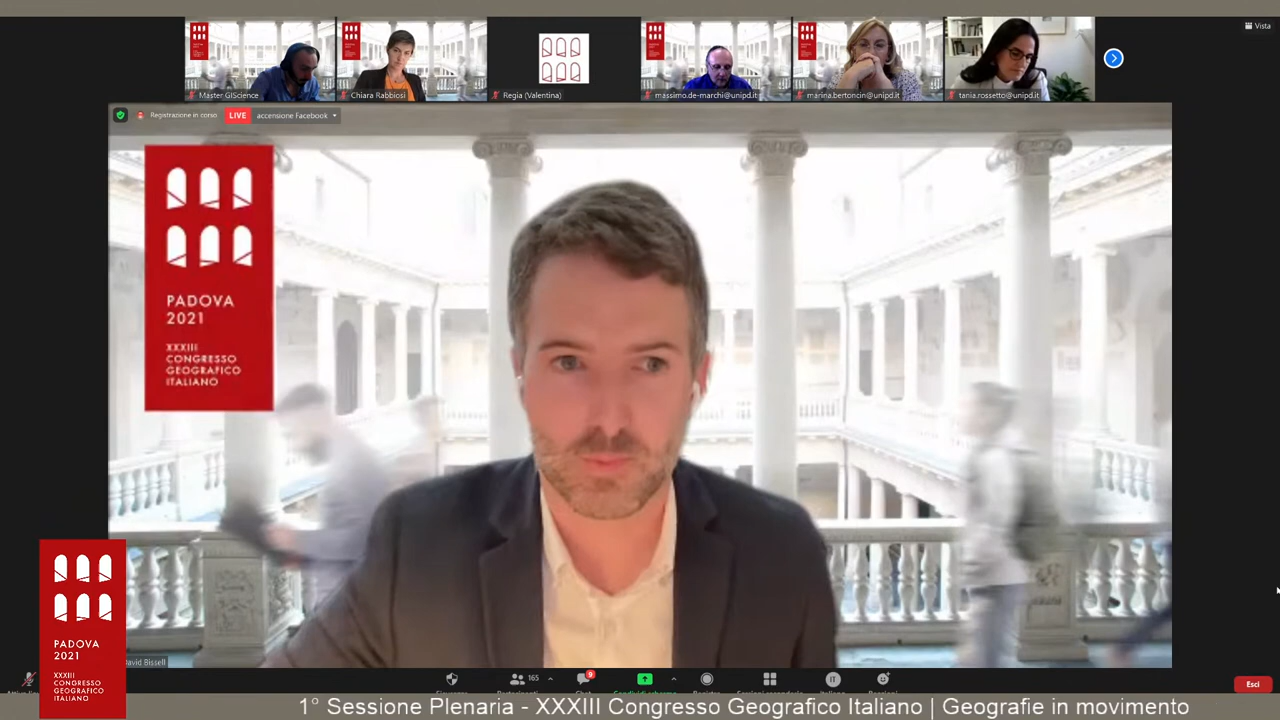 Vista
Master GIScience
Chiara Rabbiosi
Regia (Valentina)
massimo.de-marchi@unipd.it
marina.bertoncin@unipd.it
tania.rossetto@unipd.it
Registrazione in corso
LIVE
accensione Facebook
PADOVA
2021
XXXIII
CONGRESSO
GEOGRAFICO
ITALIANO
David Bissell
165
9
IT
Esci
PADOVA
2021
XXXIII
CONGRESSO
GEOGRAFICO
ITALIANO
1° Sessione Plenaria - XXXIII Congresso Geografico Italiano | Geografie in movimento